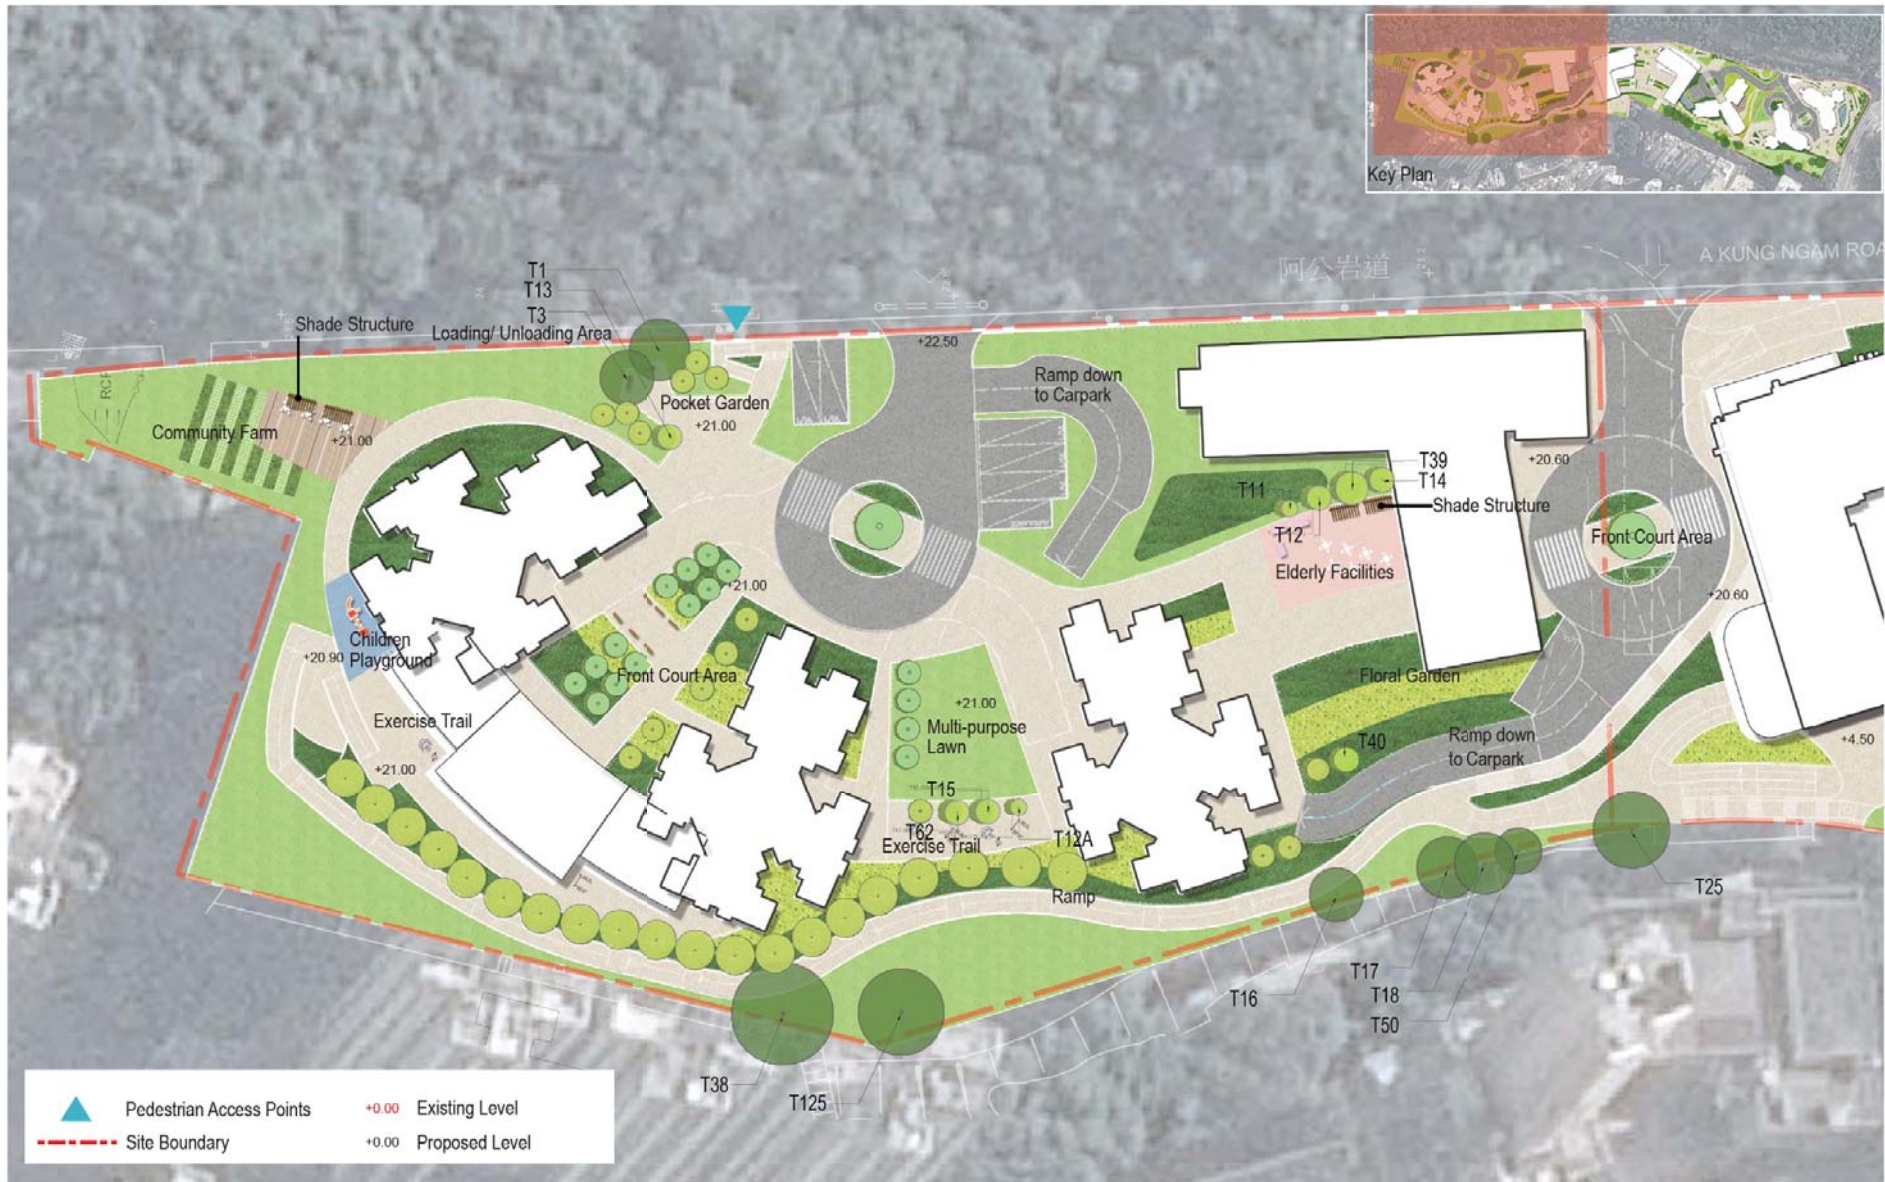 Key Plan
阿公岩道
A KUNG NGAM ROA
T1
T13
T3
Shade Structure
Loading/ Unloading Area
+22.50
Ramp down
to Carpark
RCP
Pocket Garden
+21.00
Community Farm
+21.00
T39
T14
+20.60
T11
Shade Structure
T12
Front Court Area
Elderly Facilities
+21.00
+20.60
Children
Playground
+20.90
Front Court Area
Floral Garden
+21.00
Exercise Trail
Multi-purpose
Lawn
T40
Ramp down
to Carpark
+4.50
+21.00
T15
T62
Exercise Trail
T12A
Ramp
T25
T17
T16
T18
T50
T38
T125
Pedestrian Access Points
+0.00 Existing Level
Site Boundary
+0.00 Proposed Level